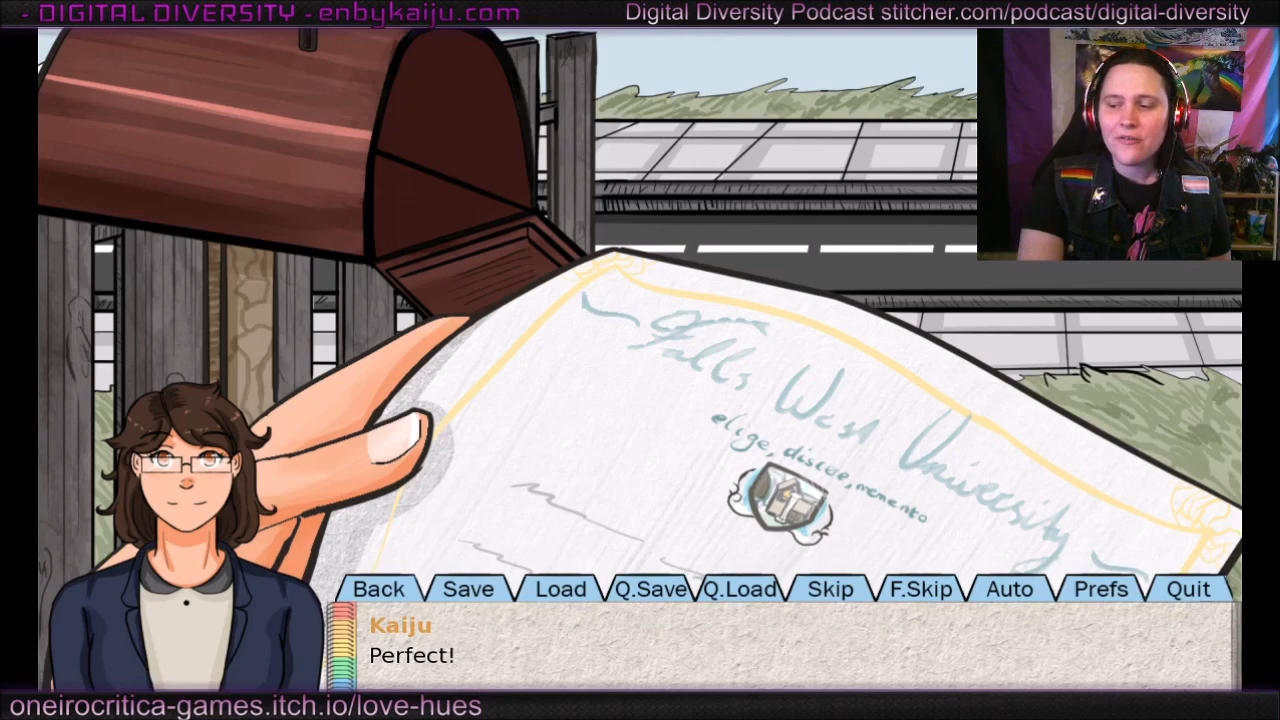 - DIGITAL DIVERSITY - enbykaiju.com
Digital Diversity Podcast stitcher.com/podcast/digital-diversity
Falls West University
elige, discee, memento
Back Save Load Q.Save Q.Load Skip F.Skip Auto Prefs Quit
Kaiju
Perfect!
oneirocritica-games.itch.io/love-hues